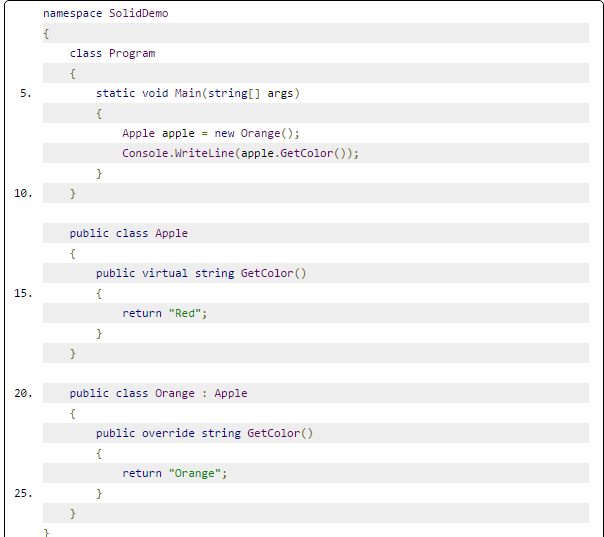 namespace SolidDemo
{
    class Program
    {
5.        static void Main(string[] args)
        {
            Apple apple = new Orange();
            Console.WriteLine(apple.GetColor());
        }
10.    }

    public class Apple
    {
        public virtual string GetColor()
15.        {
            return "Red";
        }
    }

20.    public class Orange : Apple
    {
        public override string GetColor()
        {
            return "Orange";
25.        }
    }
}